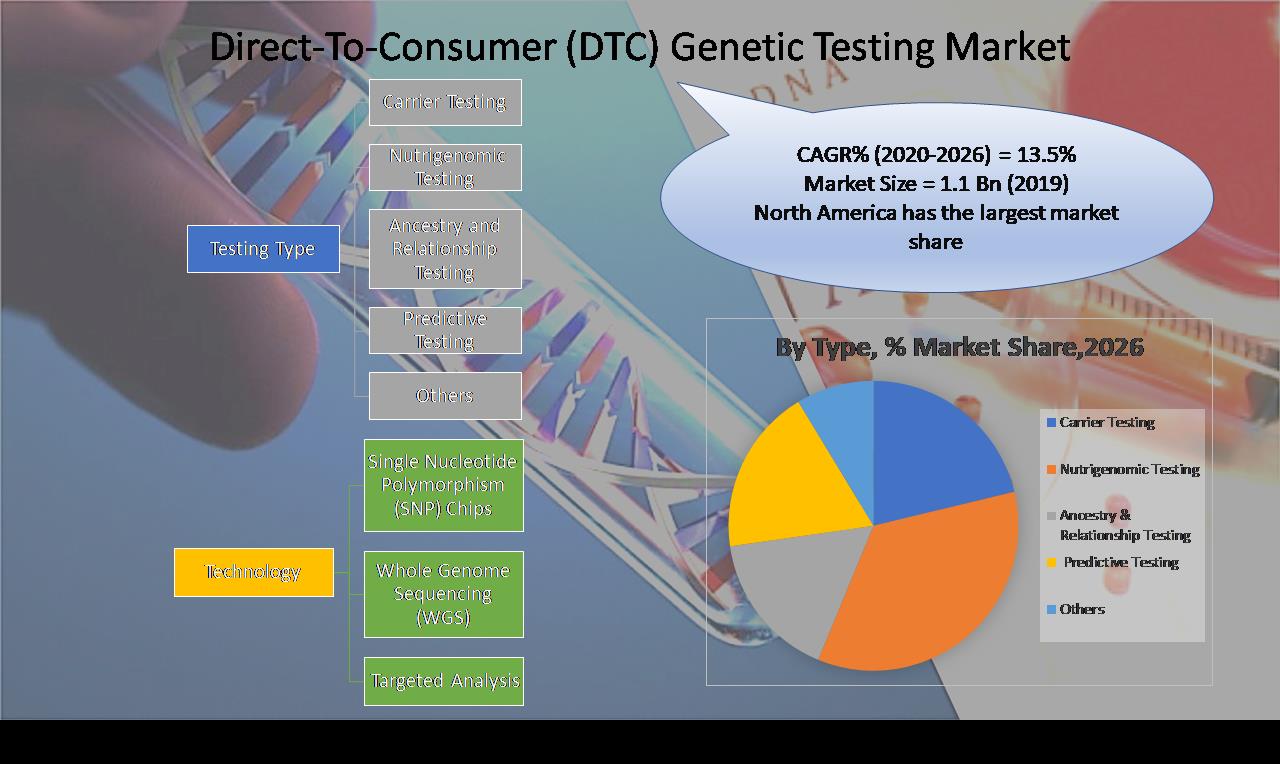 Direct-To-Consumer (DTC) Genetic Testing Market
Carrier Testing
Nutrigenomic
Testing
Ancestry and
Relationship
Testing
Predictive
Testing
Others
Testing Type
Single Nucleotide
Polymorphism
(SNP) Chips
Whole Genome
Sequencing
(WGS)
Targeted Analysis
Technology
DNA
CAGR% (2020-2026) = 13.5%
Market Size = 1.1 Bn (2019)
North America has the largest market
share
By Type, % Market Share,2026
Carrier Testing
Nutrigenomic Testing
Ancestry &
Relationship Testing
Predictive Testing
Others